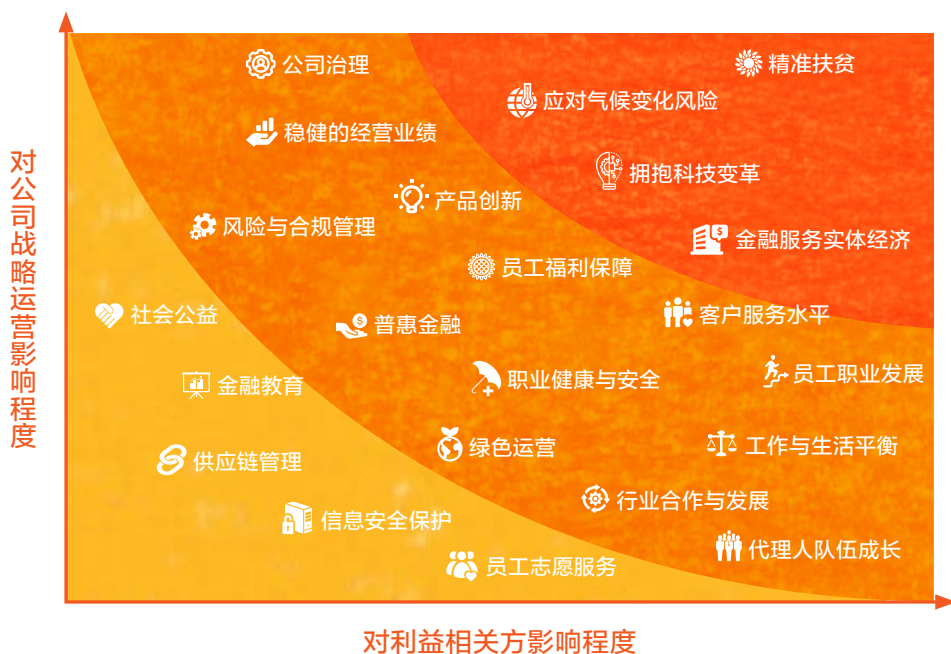 公司治理
精准扶贫
应对气候变化风险
稳健的经营业绩
拥抱科技变革
产品创新
风险与合规管理
金融服务实体经济
员工福利保障
社会公益
普惠金融
客户服务水平
金融教育
职业健康与安全
员工职业发展
供应链管理
绿色运营
工作与生活平衡
行业合作与发展
信息安全保护
代理人队伍成长
员工志愿服务
对公司战略运营影响程度
对利益相关方影响程度